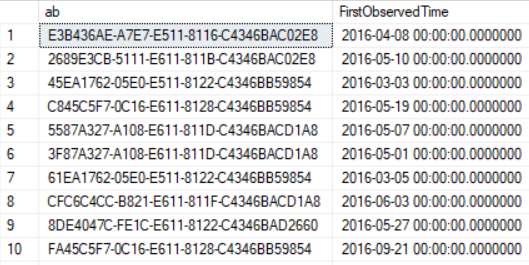 ab FirstObservedTime
1 E3B436AE-A7E7-E511-8116-C4346BAC02E8 2016-04-08 00:00:00.0000000
2 2689E3CB-5111-E611-811B-C4346BAC02E8 2016-05-10 00:00:00.0000000
3 45EA1762-05E0-E511-8122-C4346BB59854 2016-03-03 00:00:00.0000000
4 C845C5F7-0C16-E611-8128-C4346BB59854 2016-05-19 00:00:00.0000000
5 5587A327-A108-E611-811D-C4346BACD1A8 2016-05-07 00:00:00.0000000
6 3F87A327-A108-E611-811D-C4346BACD1A8 2016-05-01 00:00:00.0000000
7 61EA1762-05E0-E511-8122-C4346BB59854 2016-03-05 00:00:00.0000000
8 CFC6C4CC-B821-E611-811F-C4346BACD1A8 2016-06-03 00:00:00.0000000
9 8DE4047C-FE1C-E611-8122-C4346BAD2660 2016-05-27 00:00:00.0000000
10 FA45C5F7-0C16-E611-8128-C4346BB59854 2016-09-21 00:00:00.0000000